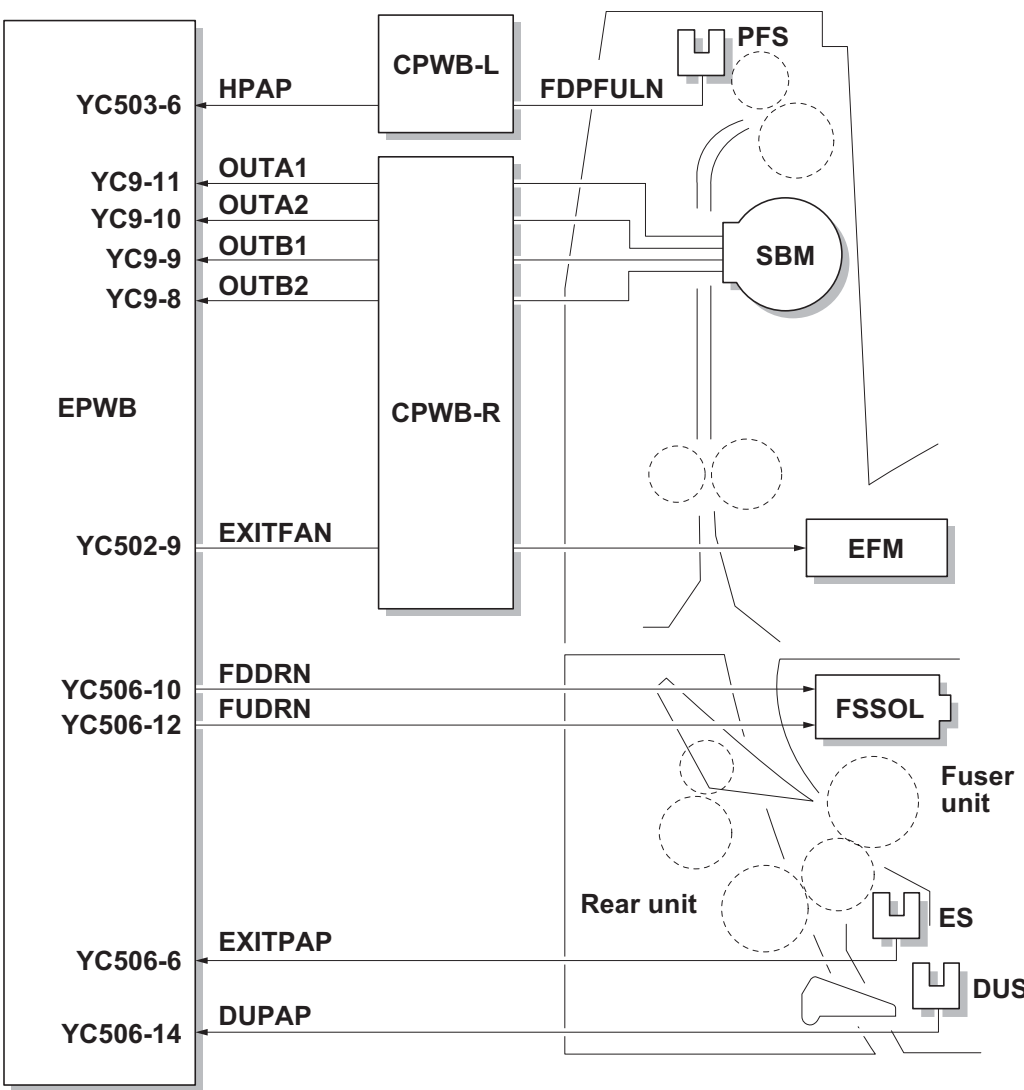 PFS
CPWB-L
YC503-6 HPAP FDPFULN
YC9-11 OUTA1
YC9-10 OUTA2
YC9-9 OUTB1
YC9-8 OUTB2
SBM
EPWB
CPWB-R
YC502-9 EXITFAN
EFM
YC506-10 FDDRN
YC506-12 FUDRN
FSSOL
Fuser
unit
Rear unit
ES
YC506-6 EXITPAP
DUS
YC506-14 DUPAP